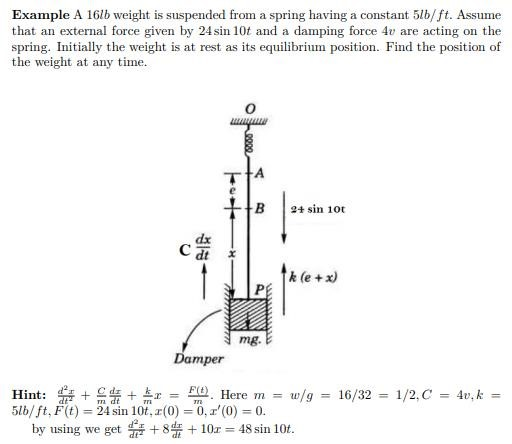 Example A 16lb weight is suspended from a spring having a constant 5lb/ft. Assume
that an external force given by 24 sin 10t and a damping force 4v are acting on the
spring. Initially the weight is at rest as its equilibrium position. Find the position of
the weight at any time.
O
A
e
B
24 sin 10t
C dx/dt
x
k (e + x)
P
mg.
Damper
Hint: d²x/dt² + C/m dx/dt + k/m x = F(t)/m. Here m = w/g = 16/32 = 1/2, C = 4v, k =
5lb/ft, F(t) = 24 sin 10t, x(0) = 0, x'(0) = 0.
by using we get d²x/dt² + 8 dx/dt + 10x = 48 sin 10t.